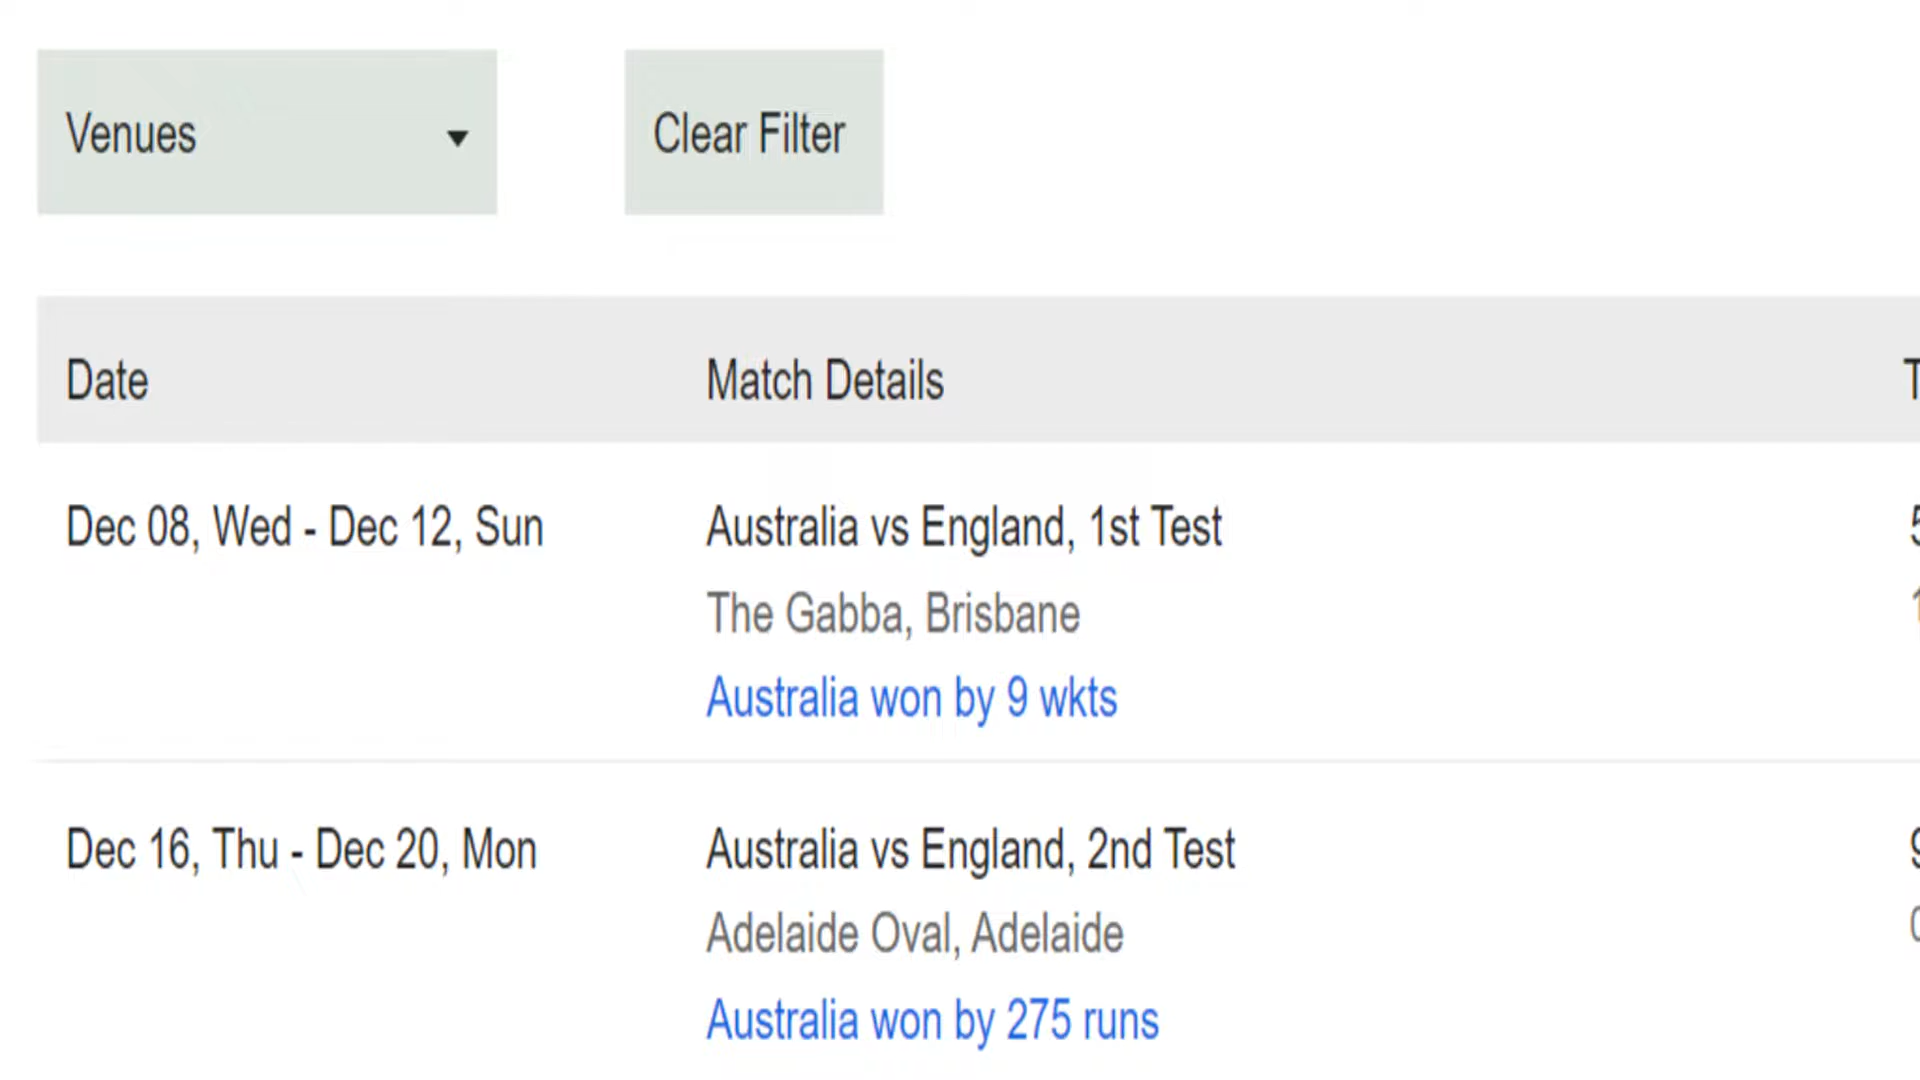 Venues
Clear Filter
Date Match Details
Dec 08, Wed - Dec 12, Sun Australia vs England, 1st Test
The Gabba, Brisbane
Australia won by 9 wkts
Dec 16, Thu - Dec 20, Mon Australia vs England, 2nd Test
Adelaide Oval, Adelaide
Australia won by 275 runs